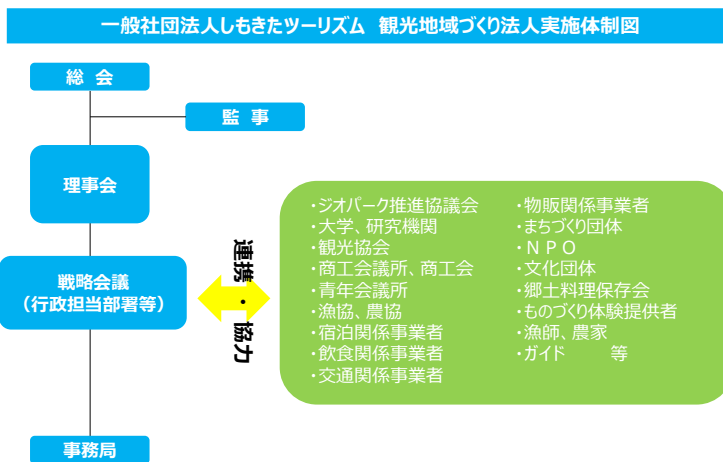 一般社団法人しもきたツーリズム 観光地域づくり法人実施体制図
総 会
監 事
理事会
戦略会議
(行政担当部署等)
連携・協力
・ジオパーク推進協議会
・大学、研究機関
・観光協会
・商工会議所、商工会
・青年会議所
・漁協、農協
・宿泊関係事業者
・飲食関係事業者
・交通関係事業者
・物販関係事業者
・まちづくり団体
・ＮＰＯ
・文化団体
・郷土料理保存会
・ものづくり体験提供者
・漁師、農家
・ガイド 等
事務局